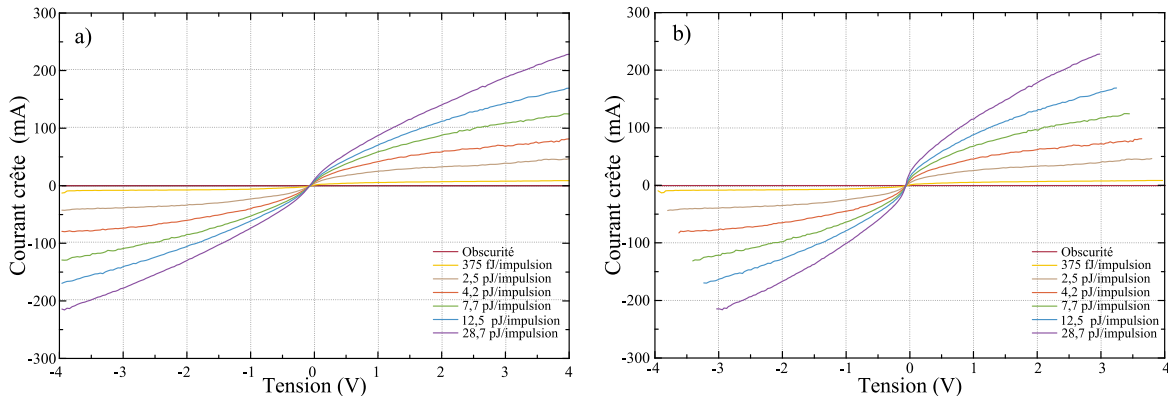 a)
Courant crête (mA)
300
200
100
0
-100
-200
-300
-4
-3
-2
-1
0
1
2
3
4
Tension (V)
Obscurité
375 fJ/impulsion
2,5 pJ/impulsion
4,2 pJ/impulsion
7,7 pJ/impulsion
12,5 pJ/impulsion
28,7 pJ/impulsion
b)
Courant crête (mA)
300
200
100
0
-100
-200
-300
-4
-3
-2
-1
0
1
2
3
4
Tension (V)
Obscurité
375 fJ/impulsion
2,5 pJ/impulsion
4,2 pJ/impulsion
7,7 pJ/impulsion
12,5 pJ/impulsion
28,7 pJ/impulsion